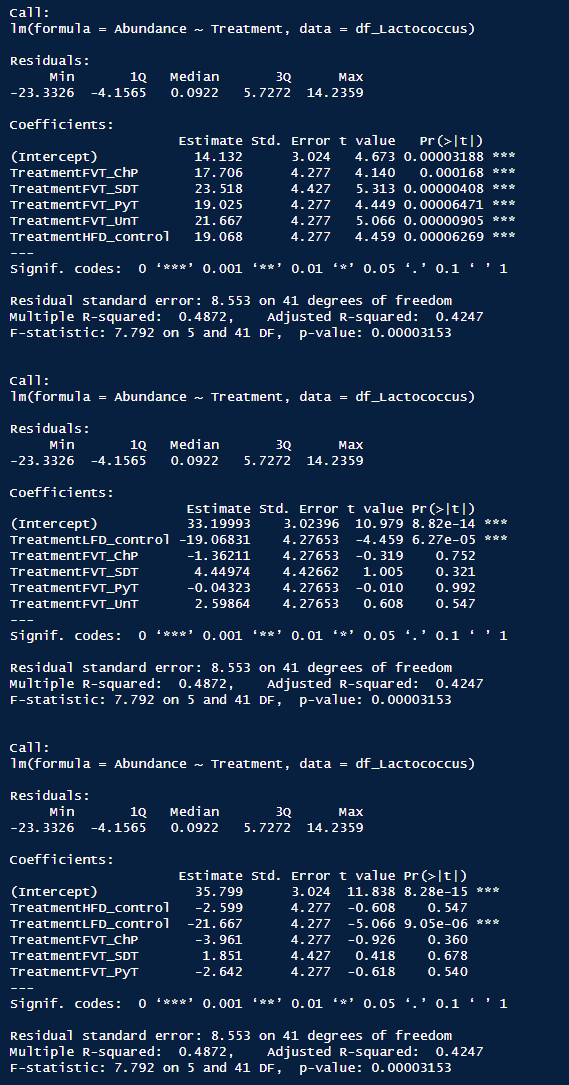 Call:
lm(formula = Abundance ~ Treatment, data = df_Lactococcus)

Residuals:
     Min       1Q   Median       3Q      Max
-23.3326  -4.1565   0.0922   5.7272  14.2359

Coefficients:
                     Estimate Std. Error t value   Pr(>|t|)
(Intercept)            14.132      3.024   4.673 0.00003188 ***
TreatmentFVT_ChP       17.706      4.277   4.140   0.000168 ***
TreatmentFVT_SDT       23.518      4.427   5.313 0.00000408 ***
TreatmentFVT_PyT       19.025      4.277   4.449 0.00006471 ***
TreatmentFVT_UnT       21.667      4.277   5.066 0.00000905 ***
TreatmentHFD_control   19.068      4.277   4.459 0.00006269 ***
---
Signif. codes:  0 ‘***’ 0.001 ‘**’ 0.01 ‘*’ 0.05 ‘.’ 0.1 ‘ ’ 1

Residual standard error: 8.553 on 41 degrees of freedom
Multiple R-squared:  0.4872,    Adjusted R-squared:  0.4247
F-statistic: 7.792 on 5 and 41 DF,  p-value: 0.00003153

Call:
lm(formula = Abundance ~ Treatment, data = df_Lactococcus)

Residuals:
     Min       1Q   Median       3Q      Max
-23.3326  -4.1565   0.0922   5.7272  14.2359

Coefficients:
                      Estimate Std. Error t value Pr(>|t|)
(Intercept)           33.19993    3.02396  10.979 8.82e-14 ***
TreatmentLFD_control -19.06831    4.27653  -4.459 6.27e-05 ***
TreatmentFVT_ChP      -1.36211    4.27653  -0.319    0.752
TreatmentFVT_SDT       4.44974    4.42662   1.005    0.321
TreatmentFVT_PyT      -0.04323    4.27653  -0.010    0.992
TreatmentFVT_UnT       2.59864    4.27653   0.608    0.547
---
Signif. codes:  0 ‘***’ 0.001 ‘**’ 0.01 ‘*’ 0.05 ‘.’ 0.1 ‘ ’ 1

Residual standard error: 8.553 on 41 degrees of freedom
Multiple R-squared:  0.4872,    Adjusted R-squared:  0.4247
F-statistic: 7.792 on 5 and 41 DF,  p-value: 0.00003153

Call:
lm(formula = Abundance ~ Treatment, data = df_Lactococcus)

Residuals:
     Min       1Q   Median       3Q      Max
-23.3326  -4.1565   0.0922   5.7272  14.2359

Coefficients:
                     Estimate Std. Error t value Pr(>|t|)
(Intercept)            35.799      3.024  11.838 8.28e-15 ***
TreatmentHFD_control   -2.599      4.277  -0.608    0.547
TreatmentLFD_control  -21.667      4.277  -5.066 9.05e-06 ***
TreatmentFVT_ChP       -3.961      4.277  -0.926    0.360
TreatmentFVT_SDT        1.851      4.427   0.418    0.678
TreatmentFVT_PyT       -2.642      4.277  -0.618    0.540
---
Signif. codes:  0 ‘***’ 0.001 ‘**’ 0.01 ‘*’ 0.05 ‘.’ 0.1 ‘ ’ 1

Residual standard error: 8.553 on 41 degrees of freedom
Multiple R-squared:  0.4872,    Adjusted R-squared:  0.4247
F-statistic: 7.792 on 5 and 41 DF,  p-value: 0.00003153